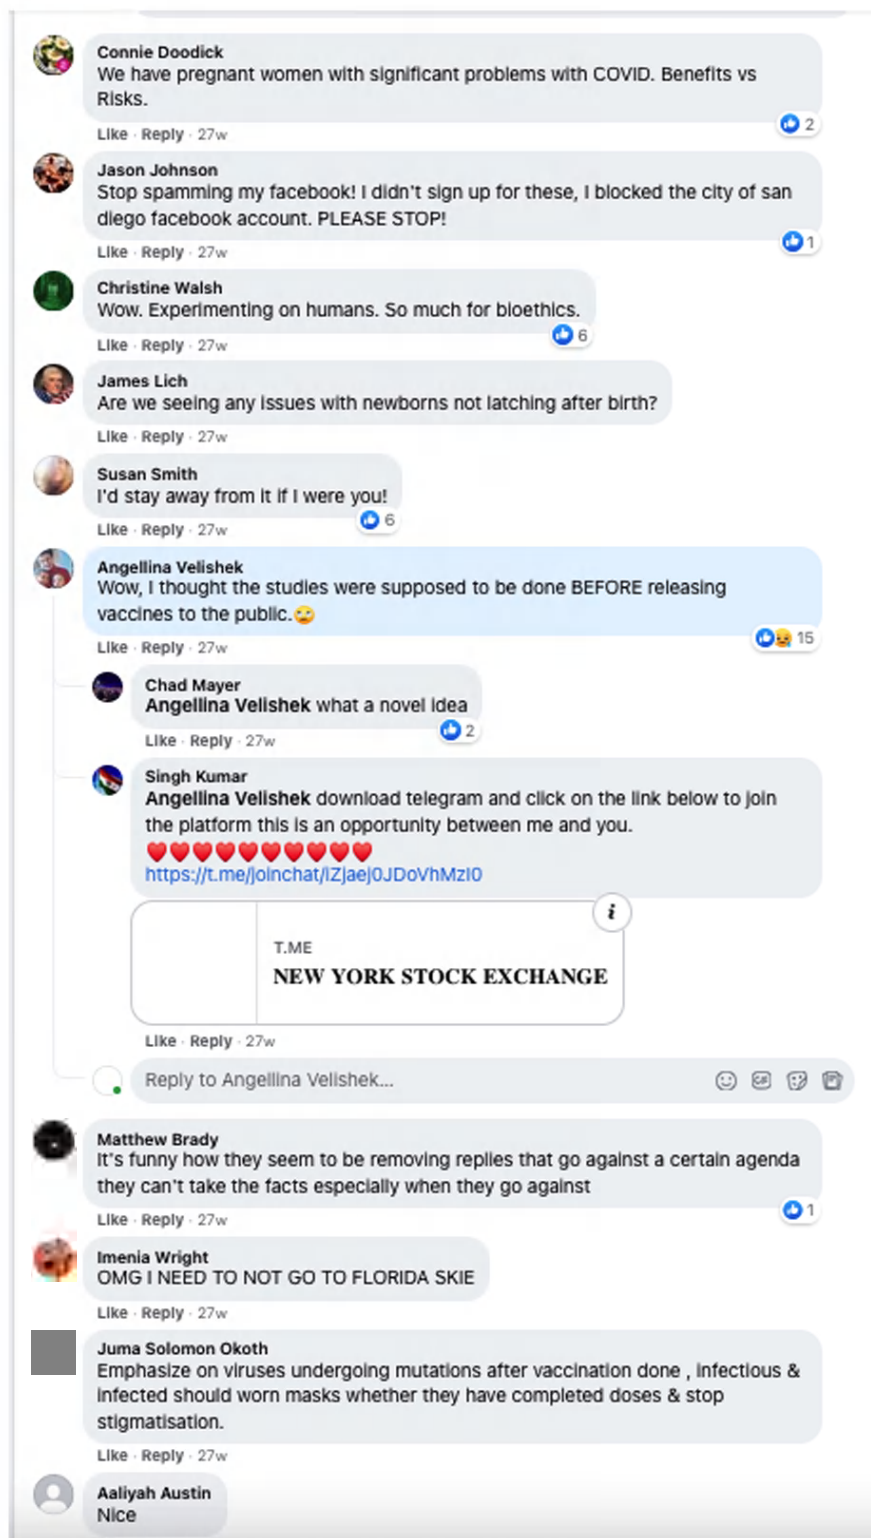 Connie Doodick
We have pregnant women with significant problems with COVID. Benefits vs
Risks.
2
Like · Reply · 27w
Jason Johnson
Stop spamming my facebook! I didn't sign up for these, I blocked the city of san
diego facebook account. PLEASE STOP!
1
Like · Reply · 27w
Christine Walsh
Wow. Experimenting on humans. So much for bioethics.
6
Like · Reply · 27w
James Lich
Are we seeing any issues with newborns not latching after birth?
Like · Reply · 27w
Susan Smith
I'd stay away from it if I were you!
6
Like · Reply · 27w
Angellina Velishek
Wow, I thought the studies were supposed to be done BEFORE releasing
vaccines to the public.🙄
15
Like · Reply · 27w
Chad Mayer
Angellina Velishek what a novel idea
2
Like · Reply · 27w
Singh Kumar
Angellina Velishek download telegram and click on the link below to join
the platform this is an opportunity between me and you.
♥♥♥♥♥♥♥♥♥♥
https://t.me/joinchat/iZjaej0JDoVhMzI0
i
T.ME
NEW YORK STOCK EXCHANGE
Like · Reply · 27w
Reply to Angellina Velishek...
GIF
Matthew Brady
It's funny how they seem to be removing replies that go against a certain agenda
they can't take the facts especially when they go against
1
Like · Reply · 27w
Imenia Wright
OMG I NEED TO NOT GO TO FLORIDA SKIE
Like · Reply · 27w
Juma Solomon Okoth
Emphasize on viruses undergoing mutations after vaccination done , infectious &
infected should worn masks whether they have completed doses & stop
stigmatisation.
Like · Reply · 27w
Aaliyah Austin
Nice